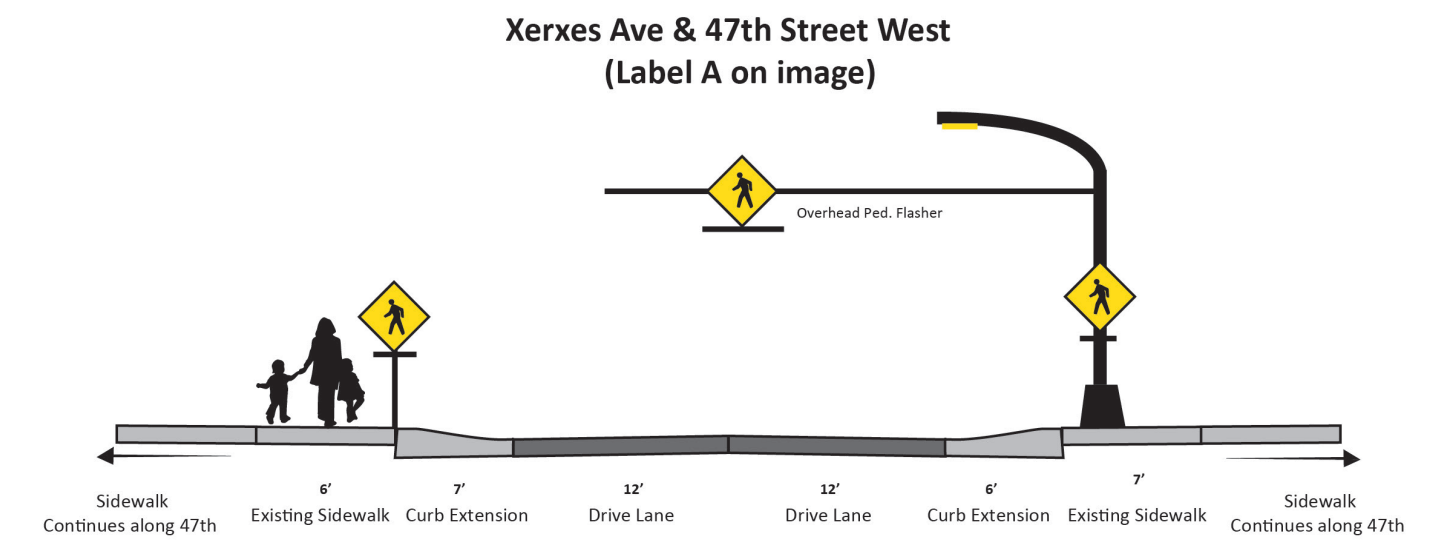 Xerxes Ave & 47th Street West
(Label A on image)
Overhead Ped. Flasher
6’ 7’ 12’ 12’ 6’ 7’
Sidewalk Existing Sidewalk Curb Extension Drive Lane Drive Lane Curb Extension Existing Sidewalk Sidewalk
Continues along 47th Continues along 47th